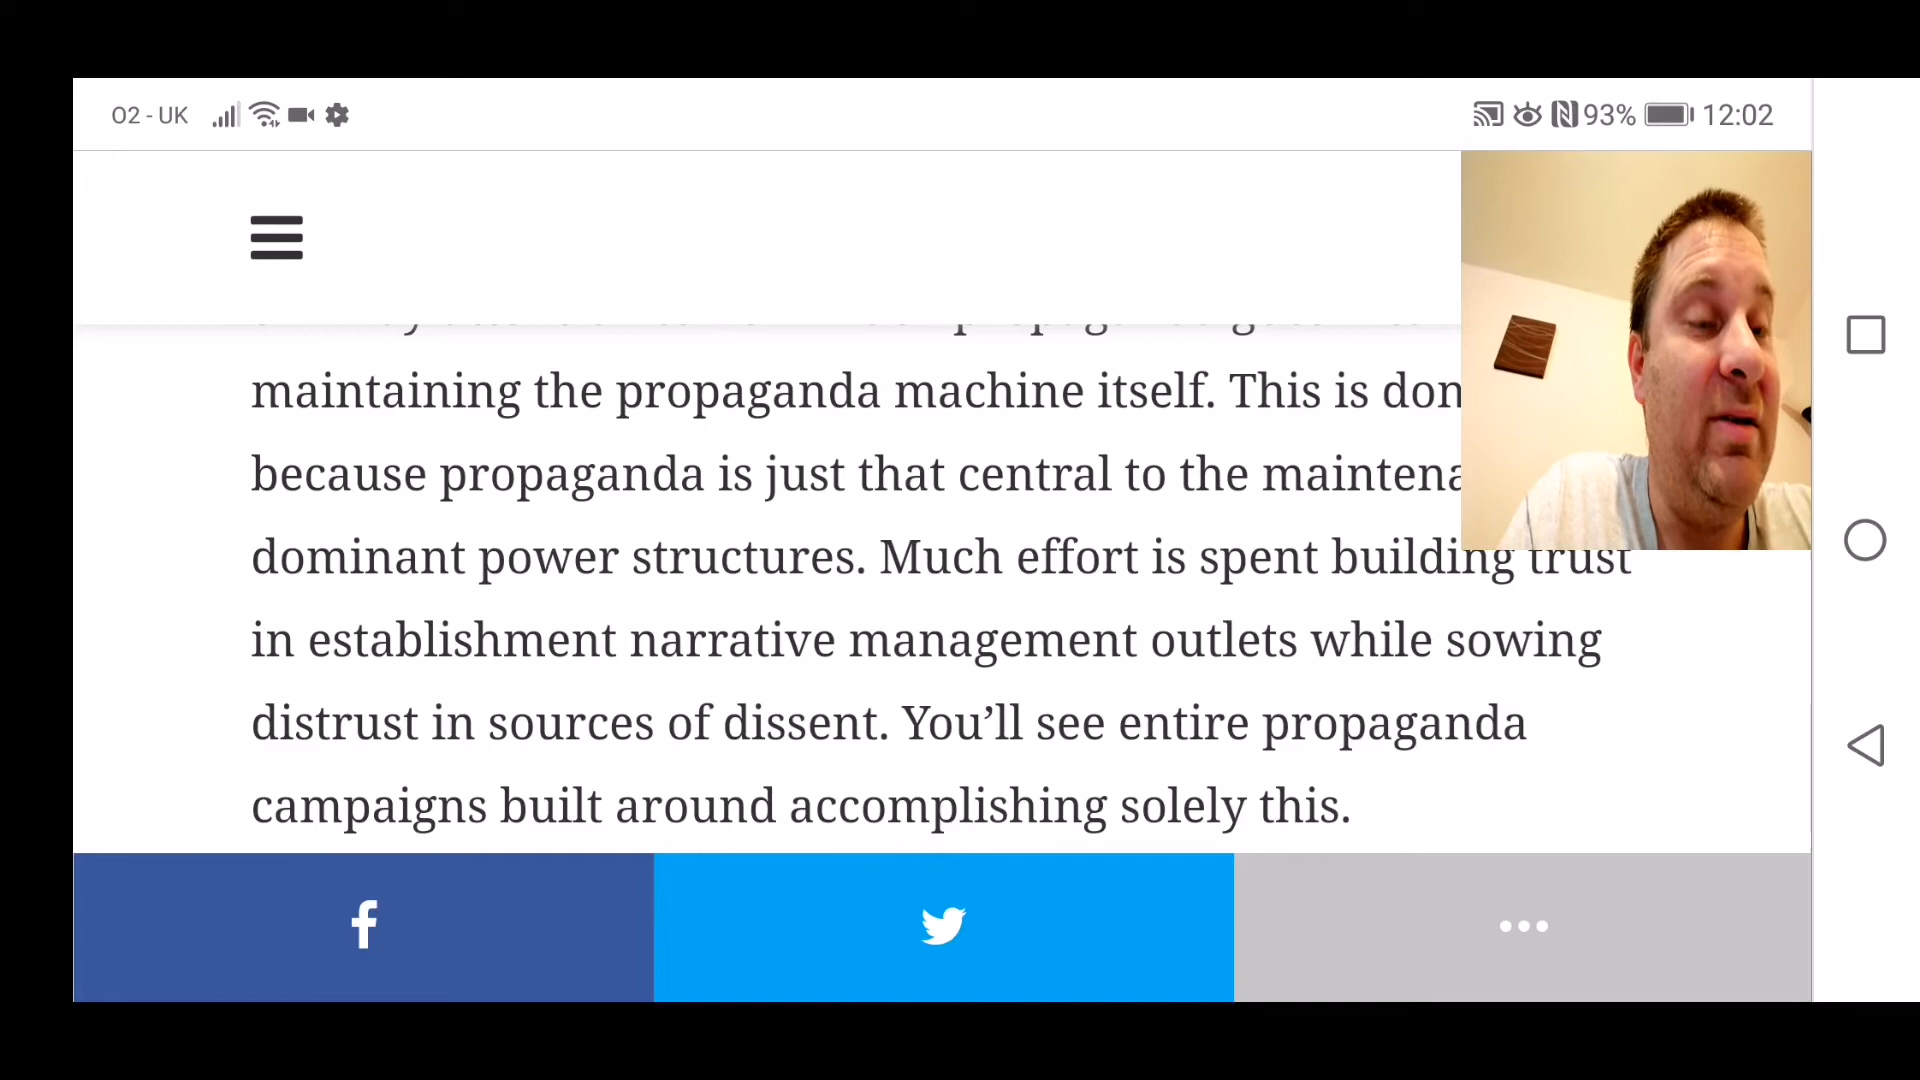 O2 - UK 93% 12:02
maintaining the propaganda machine itself. This is don
because propaganda is just that central to the maintena
dominant power structures. Much effort is spent building trust
in establishment narrative management outlets while sowing
distrust in sources of dissent. You’ll see entire propaganda
campaigns built around accomplishing solely this.